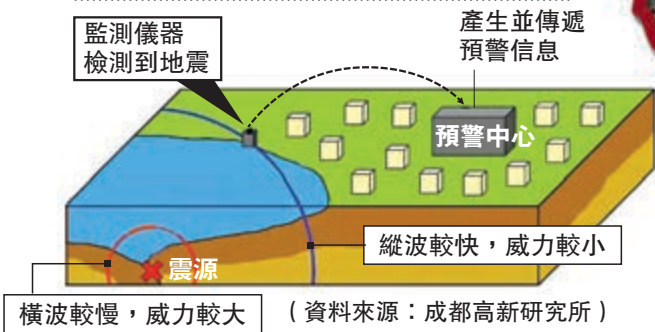 監測儀器
檢測到地震
產生並傳遞
預警信息
預警中心
縱波較快，威力較小
震源
橫波較慢，威力較大
（資料來源：成都高新研究所）